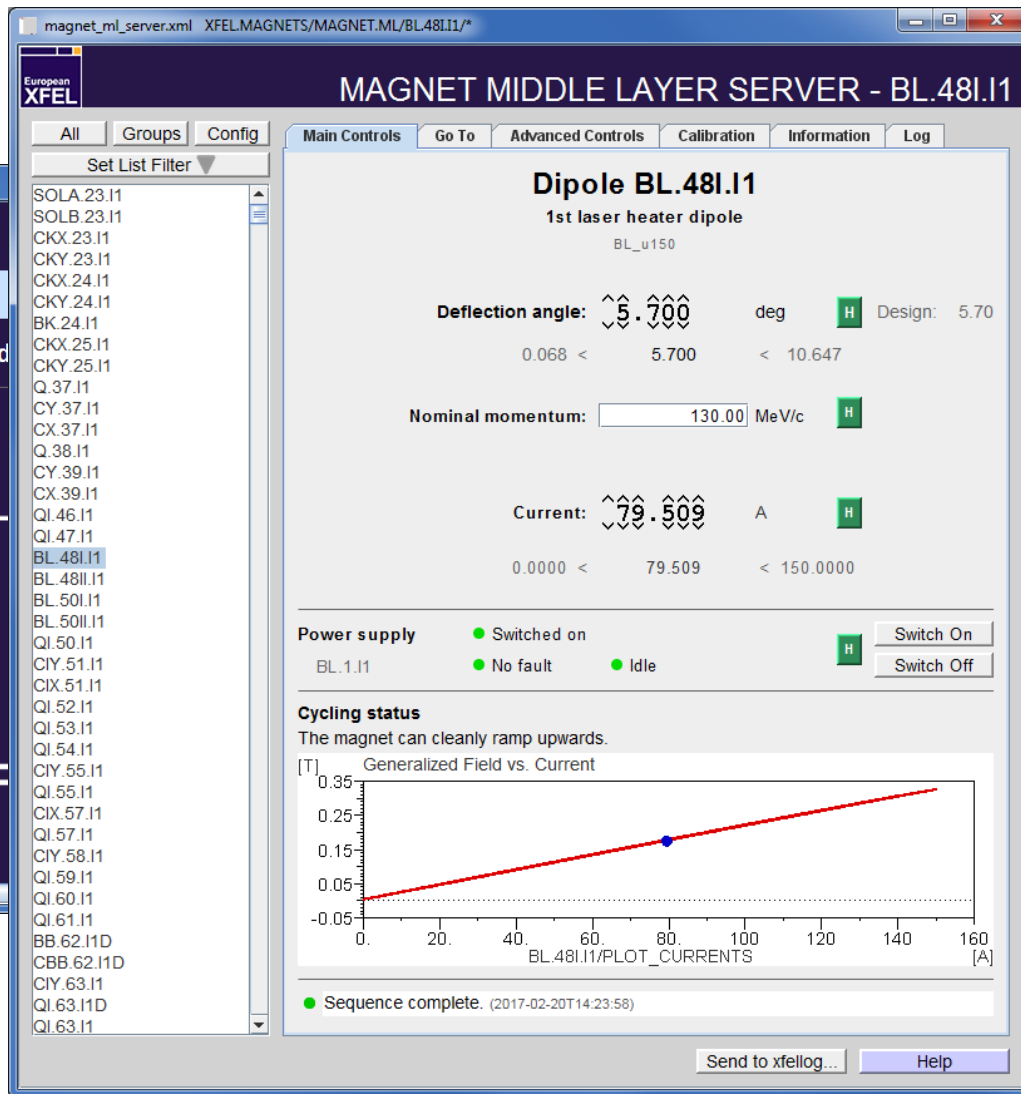 magnet_ml_server.xml XFEL.MAGNETS/MAGNET.ML/BL.48I.I1/*
European
XFEL
MAGNET MIDDLE LAYER SERVER - BL.48I.I1
All Groups Config
Set List Filter
SOLA.23.I1
SOLB.23.I1
CKX.23.I1
CKY.23.I1
CKX.24.I1
CKY.24.I1
BK.24.I1
CKX.25.I1
CKY.25.I1
Q.37.I1
CY.37.I1
CX.37.I1
Q.38.I1
CY.39.I1
CX.39.I1
QI.46.I1
QI.47.I1
BL.48I.I1
BL.48II.I1
BL.50I.I1
BL.50II.I1
QI.50.I1
CIY.51.I1
CIX.51.I1
QI.52.I1
QI.53.I1
QI.54.I1
CIY.55.I1
QI.55.I1
CIX.57.I1
QI.57.I1
CIY.58.I1
QI.59.I1
QI.60.I1
QI.61.I1
BB.62.I1D
CBB.62.I1D
CIY.63.I1
QI.63.I1D
QI.63.I1
Main Controls Go To Advanced Controls Calibration Information Log
Dipole BL.48I.I1
1st laser heater dipole
BL_u150
Deflection angle: 5.700 deg H Design: 5.70
0.068 < 5.700 < 10.647
Nominal momentum: 130.00 MeV/c H
Current: 79.509 A H
0.0000 < 79.509 < 150.0000
Power supply Switched on H Switch On
BL.1.I1 No fault Idle Switch Off
Cycling status
The magnet can cleanly ramp upwards.
[T] Generalized Field vs. Current
0.35
0.25
0.15
0.05
-0.05
0. 20. 40. 60. 80. 100 120 140 160
BL.48I.I1/PLOT_CURRENTS [A]
Sequence complete. (2017-02-20T14:23:58)
Send to xfellog... Help
d